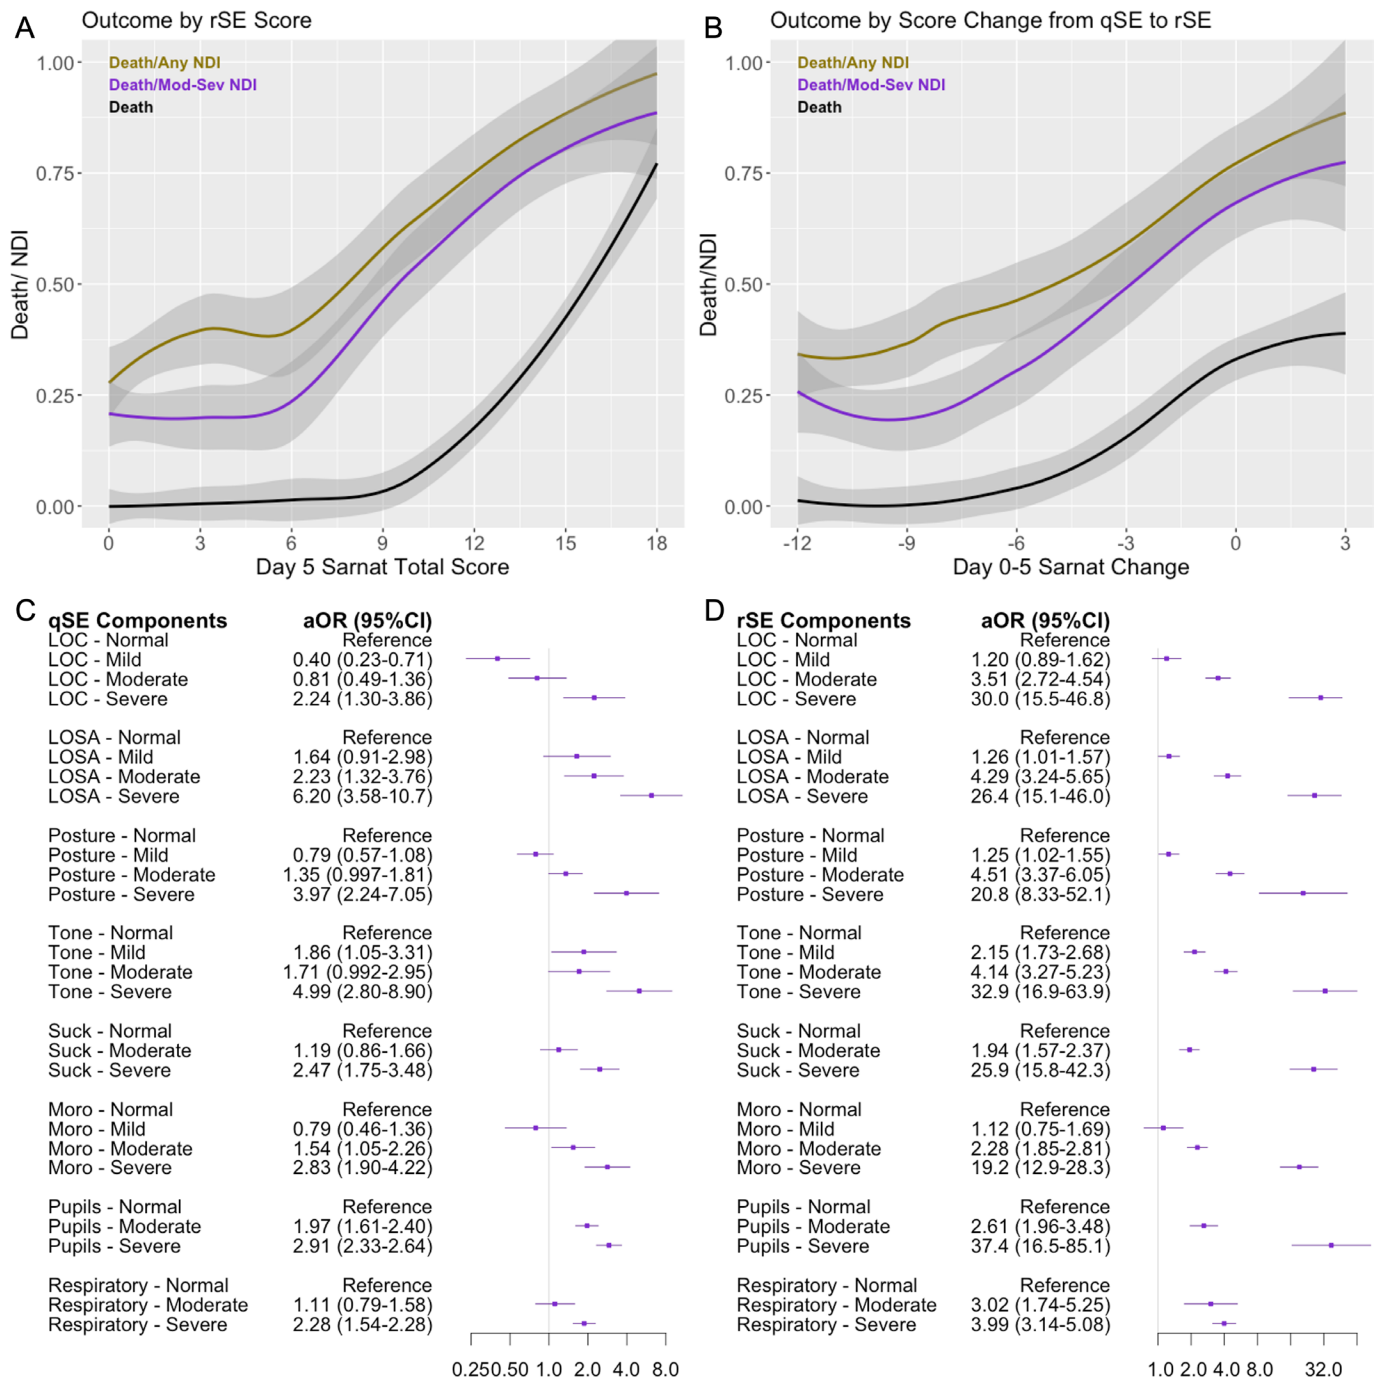 A Outcome by rSE Score
Death/Any NDI
Death/Mod-Sev NDI
Death
1.00
0.75
0.50
0.25
0.00
Death/ NDI
0 3 6 9 12 15 18
Day 5 Sarnat Total Score
B Outcome by Score Change from qSE to rSE
Death/Any NDI
Death/Mod-Sev NDI
Death
1.00
0.75
0.50
0.25
0.00
Death/NDI
-12 -9 -6 -3 0 3
Day 0-5 Sarnat Change
C qSE Components aOR (95%CI)
LOC - Normal Reference
LOC - Mild 0.40 (0.23-0.71)
LOC - Moderate 0.81 (0.49-1.36)
LOC - Severe 2.24 (1.30-3.86)
LOSA - Normal Reference
LOSA - Mild 1.64 (0.91-2.98)
LOSA - Moderate 2.23 (1.32-3.76)
LOSA - Severe 6.20 (3.58-10.7)
Posture - Normal Reference
Posture - Mild 0.79 (0.57-1.08)
Posture - Moderate 1.35 (0.997-1.81)
Posture - Severe 3.97 (2.24-7.05)
Tone - Normal Reference
Tone - Mild 1.86 (1.05-3.31)
Tone - Moderate 1.71 (0.992-2.95)
Tone - Severe 4.99 (2.80-8.90)
Suck - Normal Reference
Suck - Moderate 1.19 (0.86-1.66)
Suck - Severe 2.47 (1.75-3.48)
Moro - Normal Reference
Moro - Mild 0.79 (0.46-1.36)
Moro - Moderate 1.54 (1.05-2.26)
Moro - Severe 2.83 (1.90-4.22)
Pupils - Normal Reference
Pupils - Moderate 1.97 (1.61-2.40)
Pupils - Severe 2.91 (2.33-2.64)
Respiratory - Normal Reference
Respiratory - Moderate 1.11 (0.79-1.58)
Respiratory - Severe 2.28 (1.54-2.28)
0.25 0.50 1.0 2.0 4.0 8.0
D rSE Components aOR (95%CI)
LOC - Normal Reference
LOC - Mild 1.20 (0.89-1.62)
LOC - Moderate 3.51 (2.72-4.54)
LOC - Severe 30.0 (15.5-46.8)
LOSA - Normal Reference
LOSA - Mild 1.26 (1.01-1.57)
LOSA - Moderate 4.29 (3.24-5.65)
LOSA - Severe 26.4 (15.1-46.0)
Posture - Normal Reference
Posture - Mild 1.25 (1.02-1.55)
Posture - Moderate 4.51 (3.37-6.05)
Posture - Severe 20.8 (8.33-52.1)
Tone - Normal Reference
Tone - Mild 2.15 (1.73-2.68)
Tone - Moderate 4.14 (3.27-5.23)
Tone - Severe 32.9 (16.9-63.9)
Suck - Normal Reference
Suck - Moderate 1.94 (1.57-2.37)
Suck - Severe 25.9 (15.8-42.3)
Moro - Normal Reference
Moro - Mild 1.12 (0.75-1.69)
Moro - Moderate 2.28 (1.85-2.81)
Moro - Severe 19.2 (12.9-28.3)
Pupils - Normal Reference
Pupils - Moderate 2.61 (1.96-3.48)
Pupils - Severe 37.4 (16.5-85.1)
Respiratory - Normal Reference
Respiratory - Moderate 3.02 (1.74-5.25)
Respiratory - Severe 3.99 (3.14-5.08)
1.0 2.0 4.0 8.0 32.0